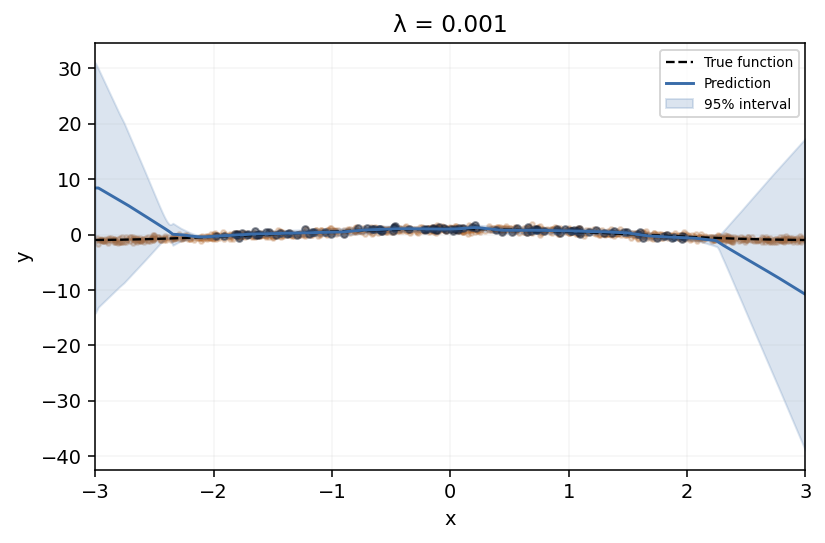 λ = 0.001
True function
Prediction
95% interval
30
20
10
0
−10
−20
−30
−40
y
−3 −2 −1 0 1 2 3
x